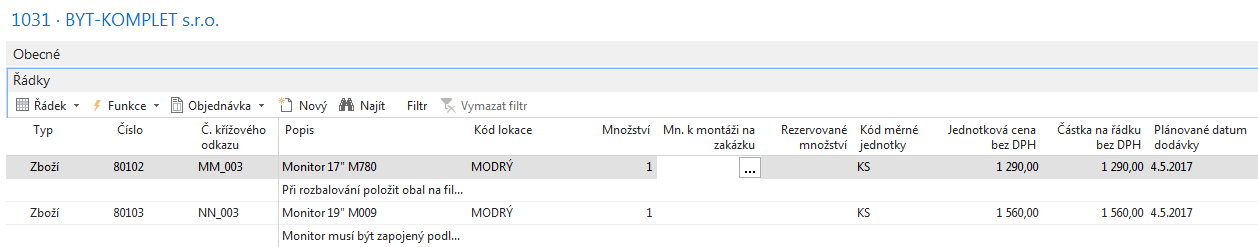 1031 · BYT-KOMPLET s.r.o.
Obecné
Řádky
Řádek Funkce Objednávka Nový Najít Filtr Vymazat filtr
Typ Číslo Č. křížového odkazu Popis Kód lokace Množství Mn. k montáži na zakázku Rezervované množství Kód měrné jednotky Jednotková cena bez DPH Částka na řádku bez DPH Plánované datum dodávky
Zboží 80102 MM_003 Monitor 17" M780 MODRÝ 1 ... KS 1 290,00 1 290,00 4.5.2017
Při rozbalování položit obal na fil...
Zboží 80103 NN_003 Monitor 19" M009 MODRÝ 1 KS 1 560,00 1 560,00 4.5.2017
Monitor musí být zapojený podl...